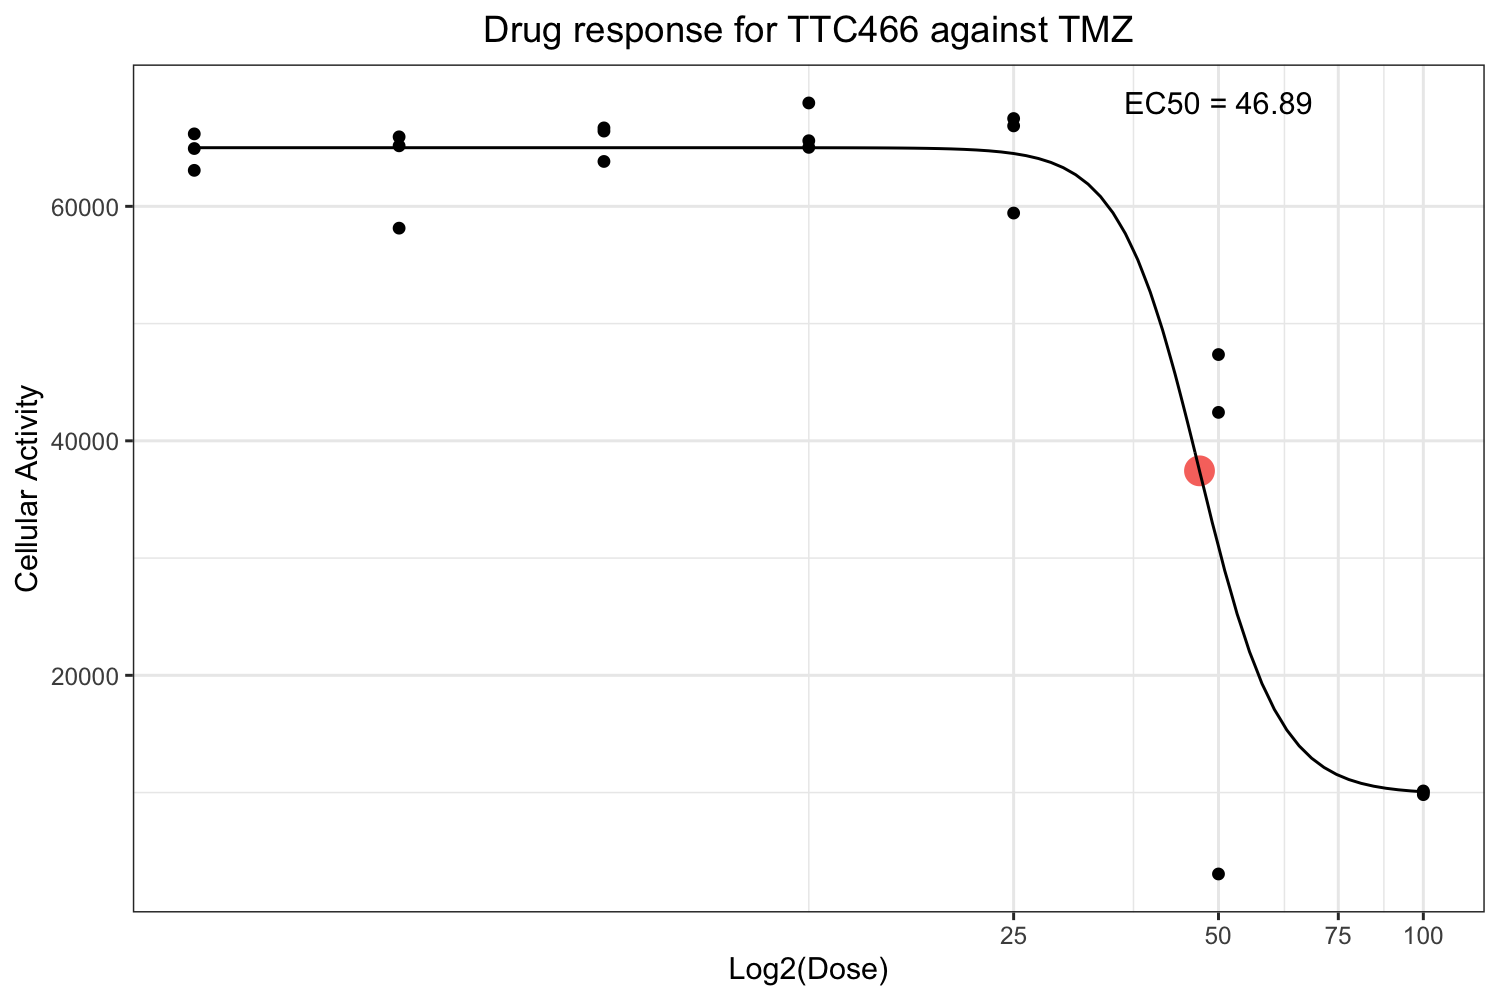 Drug response for TTC466 against TMZ
EC50 = 46.89
60000
40000
20000
Cellular Activity
25 50 75 100
Log2(Dose)